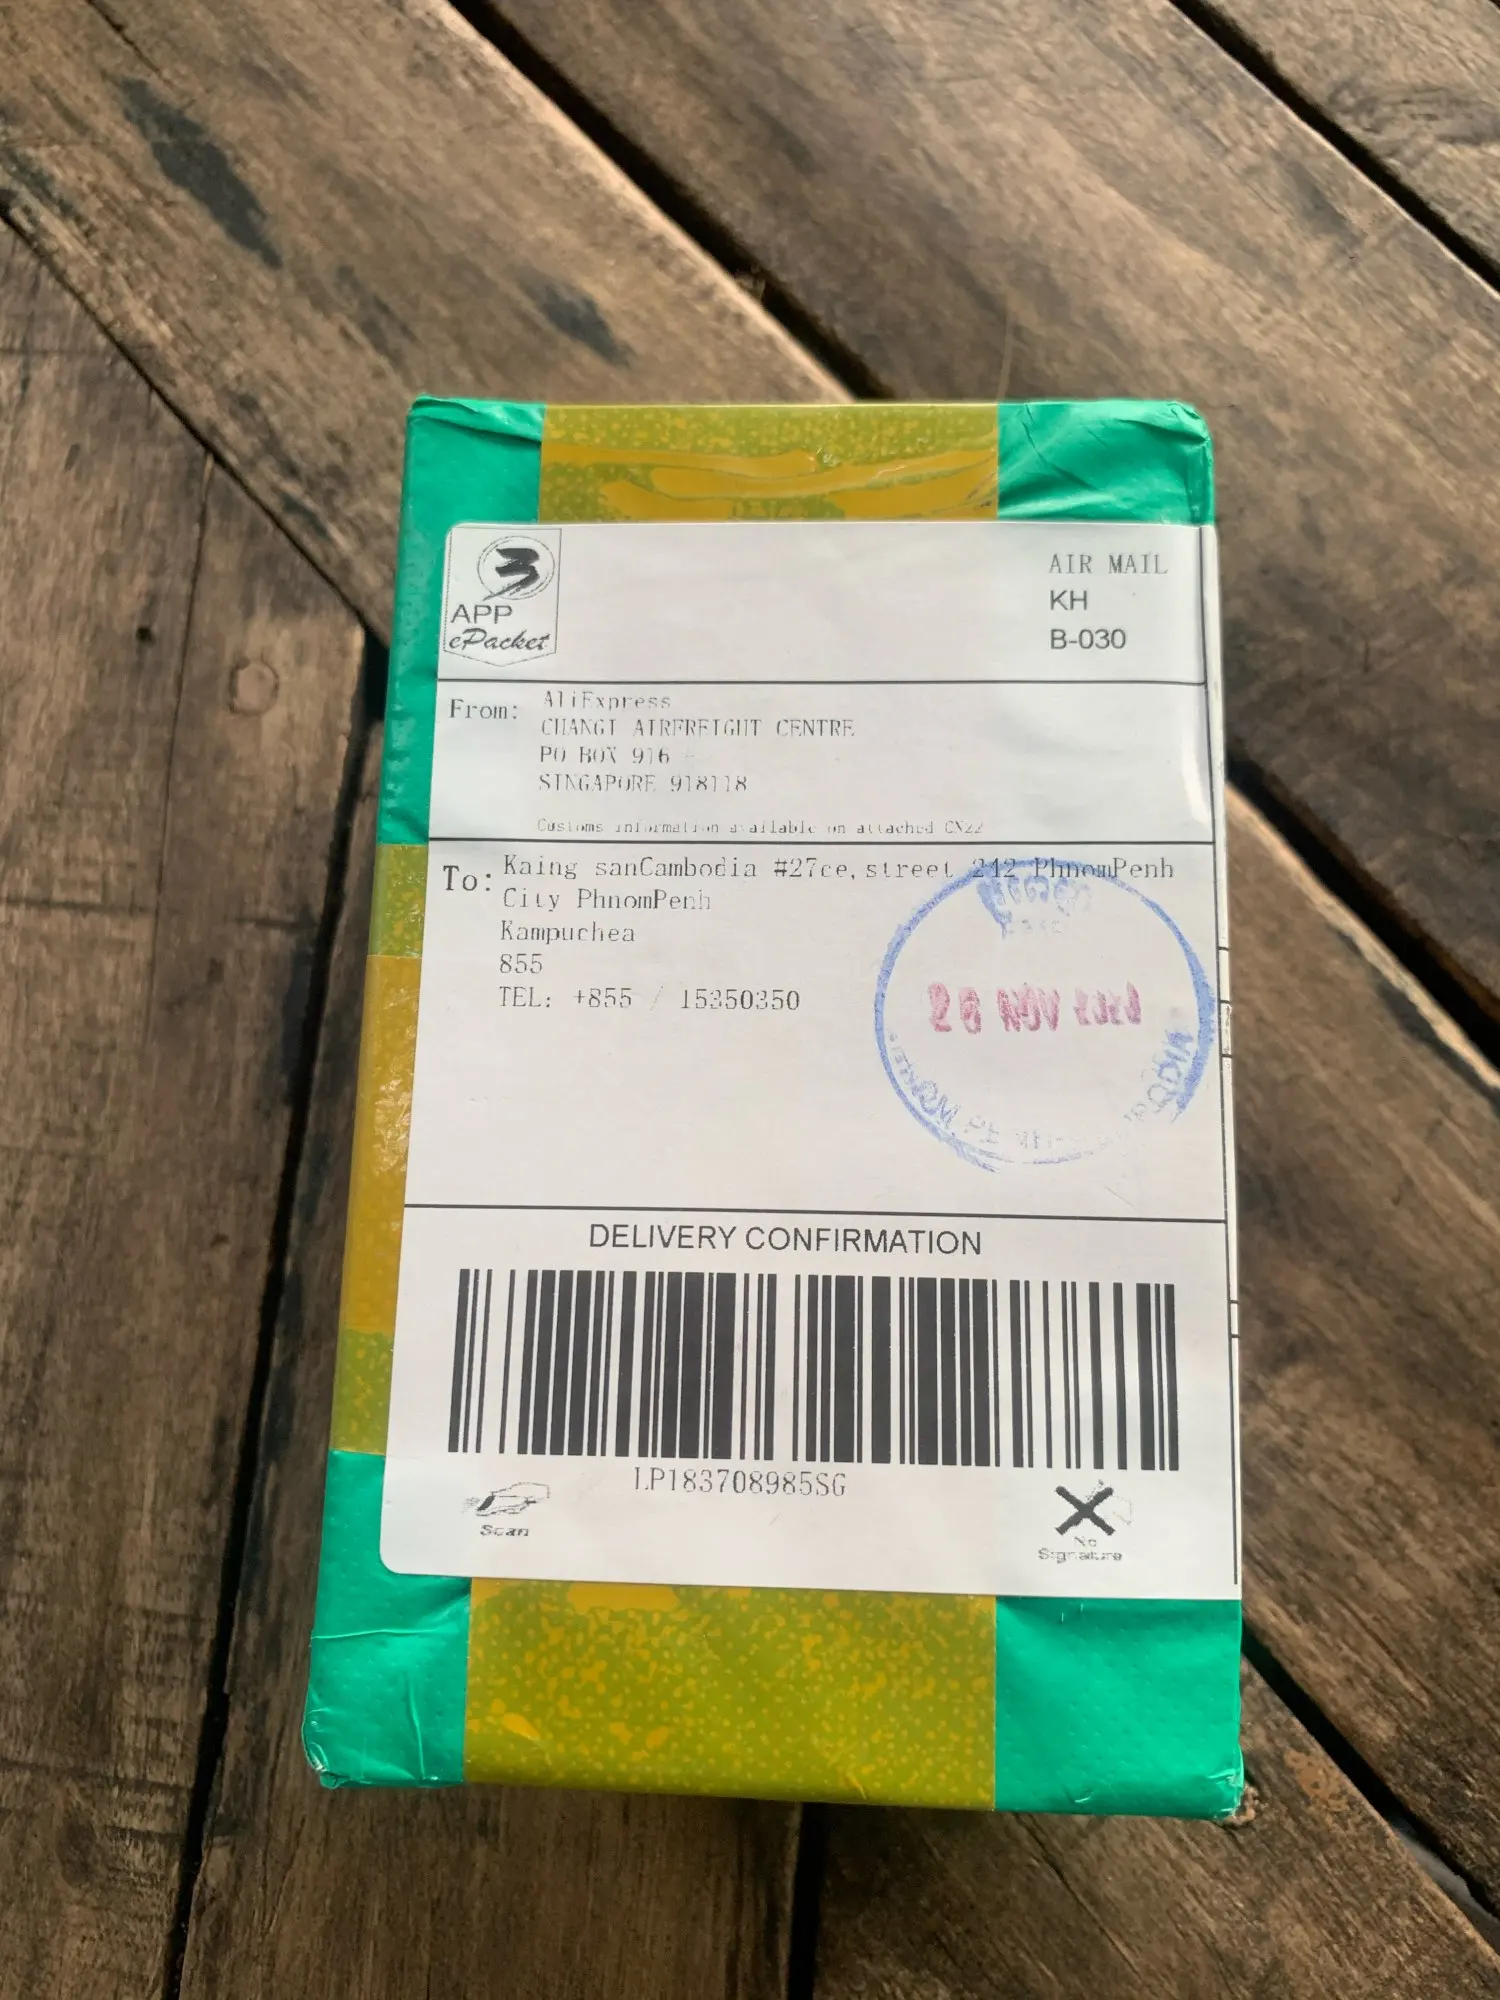 3
APP
ePacket
AIR MAIL
KH
B-030
From: AliExpress
CHANGI AIRFREIGHT CENTRE
PO BOX 916
SINGAPORE 918118
Customs information available on attached CN22
To: Kaing sanCambodia #27ce,street 242 PhnomPenh
City PhnomPenh
Kampuchea
855
TEL: +855 / 15350350
NOV
DELIVERY CONFIRMATION
LP183708985SG
Scan
No
Signature